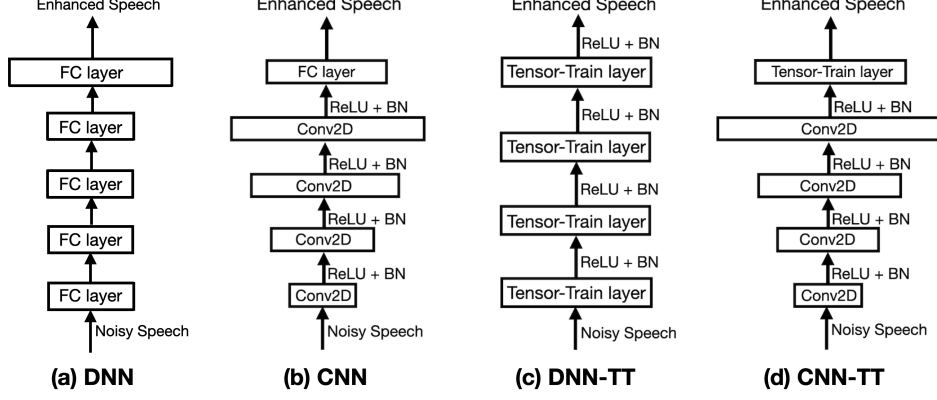 Enhanced Speech
FC layer
FC layer
FC layer
FC layer
FC layer
Noisy Speech
(a) DNN
Enhanced Speech
FC layer
ReLU + BN
Conv2D
ReLU + BN
Conv2D
ReLU + BN
Conv2D
ReLU + BN
Conv2D
Noisy Speech
(b) CNN
Enhanced Speech
ReLU + BN
Tensor-Train layer
ReLU + BN
Tensor-Train layer
ReLU + BN
Tensor-Train layer
ReLU + BN
Tensor-Train layer
Noisy Speech
(c) DNN-TT
Enhanced Speech
Tensor-Train layer
ReLU + BN
Conv2D
ReLU + BN
Conv2D
ReLU + BN
Conv2D
ReLU + BN
Conv2D
Noisy Speech
(d) CNN-TT